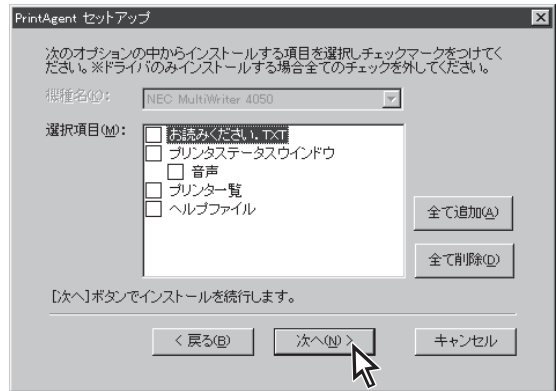 PrintAgent セットアップ
次のオプションの中からインストールする項目を選択しチェックマークをつけてく
ださい。※ドライバのみインストールする場合全てのチェックを外してください。
機種名(K):
NEC MultiWriter 4050
選択項目(M):
お読みください.TXT
プリンタステータスウインドウ
音声
プリンタ一覧
ヘルプファイル
全て追加(A)
全て削除(D)
[次へ]ボタンでインストールを続行します。
< 戻る(B)
次へ(N) >
キャンセル